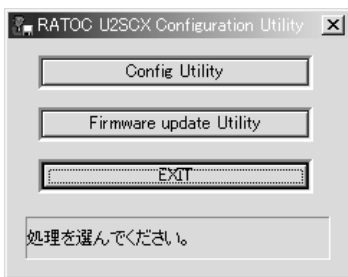 RATOC U2SCX Configuration Utility
Config Utility
Firmware update Utility
EXIT
処理を選んでください。